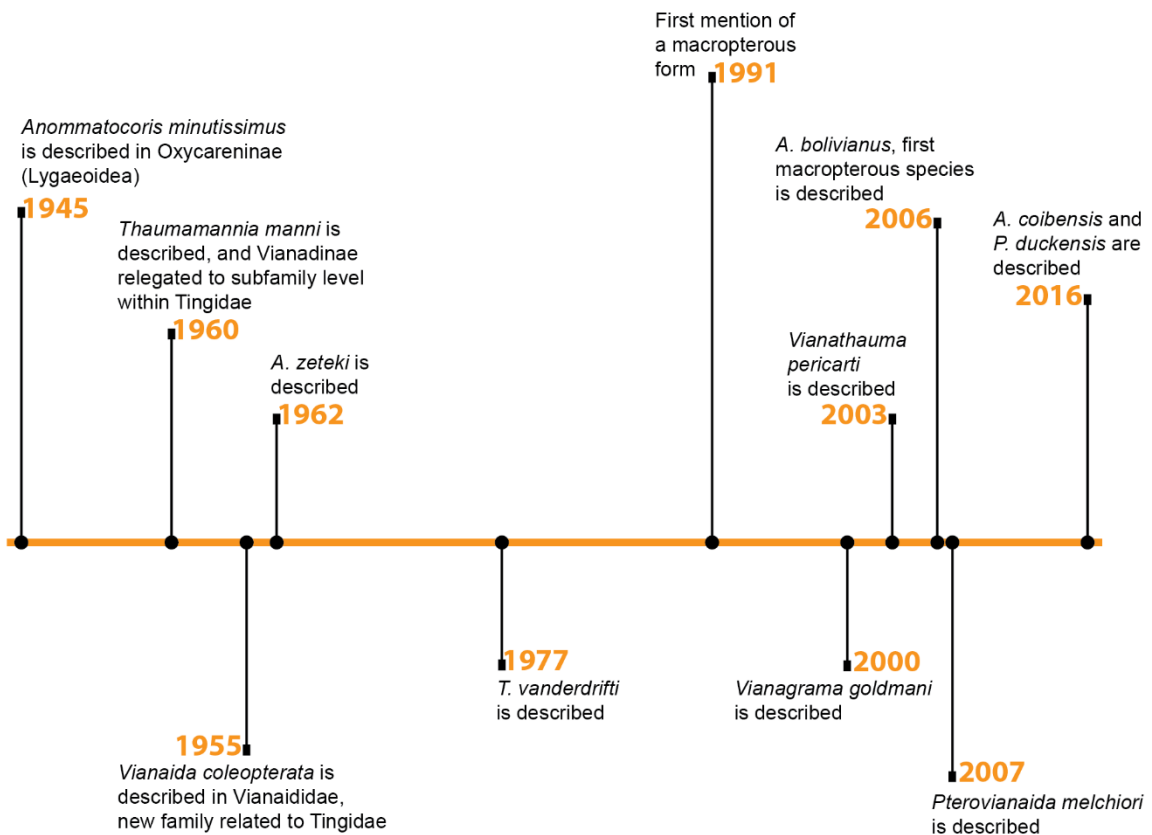 First mention of
a macropterous
form
1991
Anommatocoris minutissimus
is described in Oxycareninae
(Lygaeoidea)
1945
Thaumamannia manni is
described, and Vianadinae
relegated to subfamily level
within Tingidae
1960
A. zeteki is
described
1962
A. bolivianus, first
macropterous species
is described
2006
A. coibensis and
P. duckensis are
described
2016
Vianathauma
pericarti
is described
2003
1977
T. vanderdrifti
is described
2000
Vianagrama goldmani
is described
1955
Vianaida coleopterata is
described in Vianaididae,
new family related to Tingidae
2007
Pterovianaida melchiori
is described